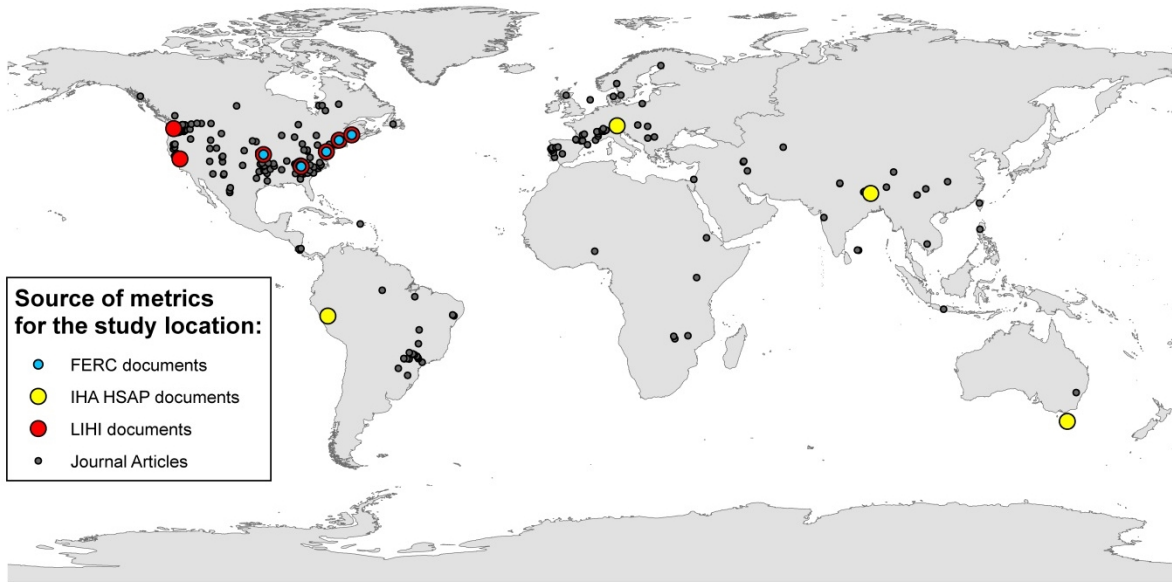 Source of metrics
for the study location:
FERC documents
IHA HSAP documents
LIHI documents
Journal Articles